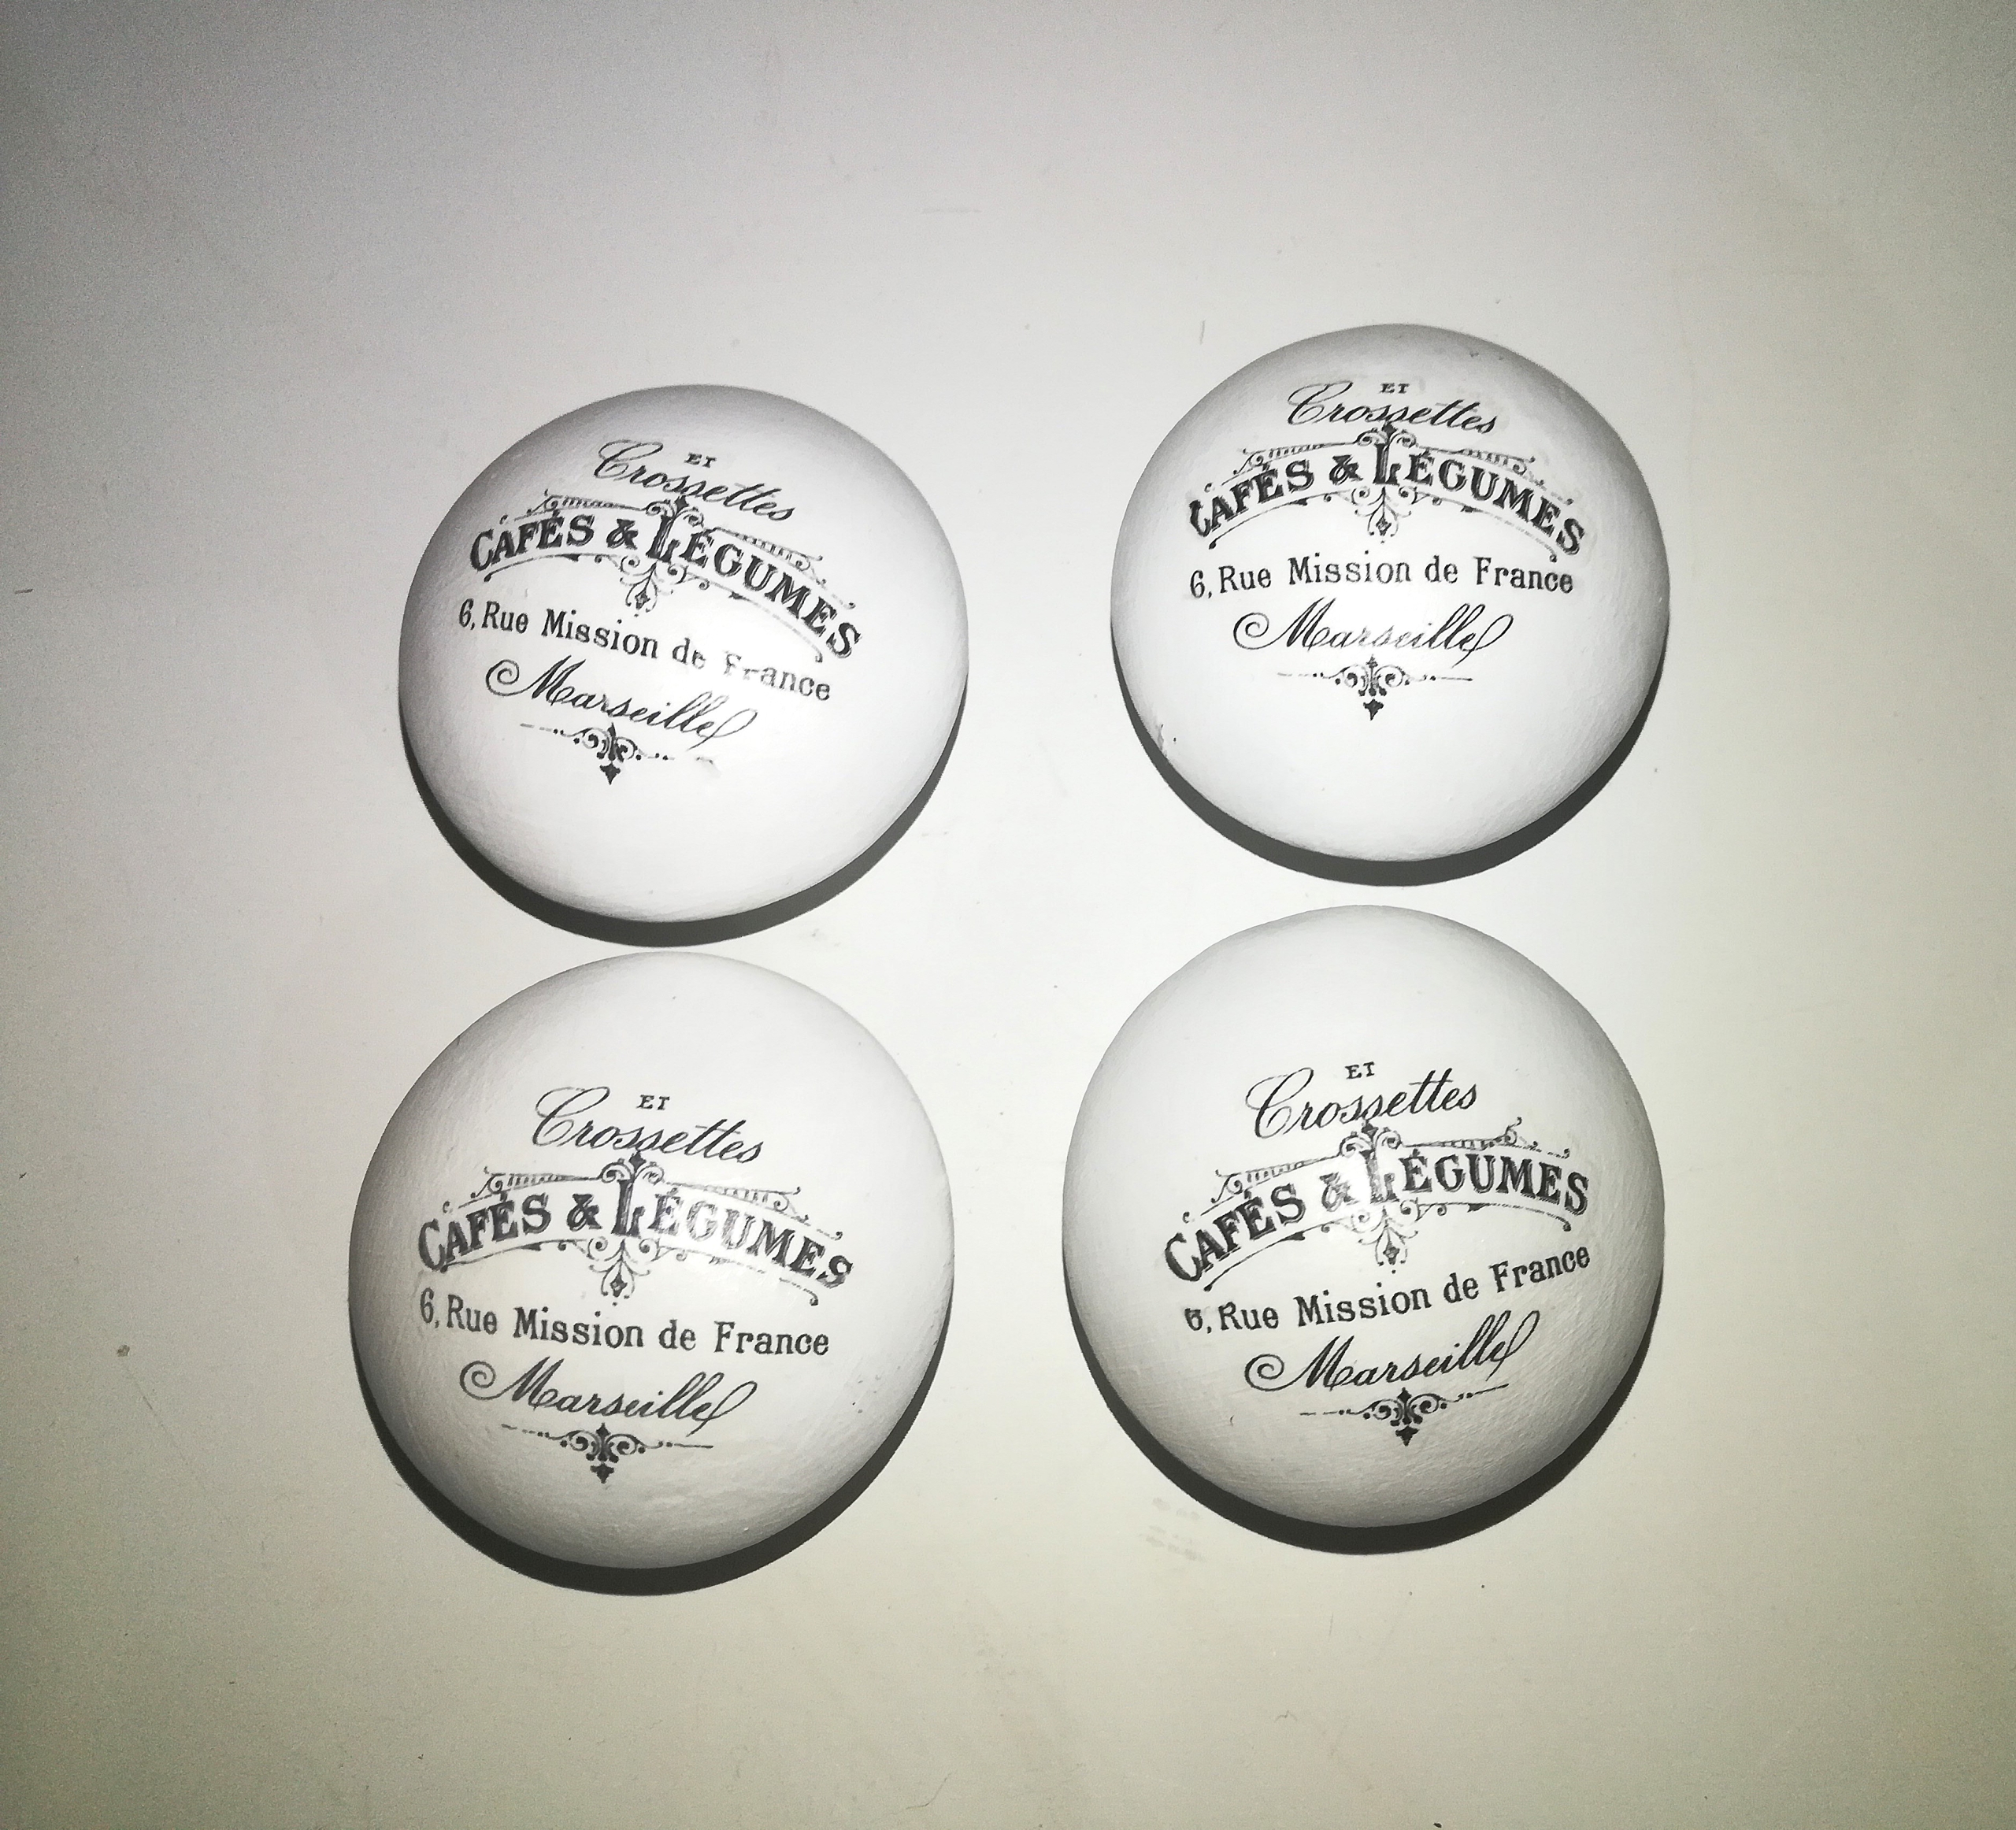 ET
Crossettes
CAFÉS & LÉGUMES
6, Rue Mission de France
Marseille
ET
Crossettes
CAFÉS & LÉGUMES
6, Rue Mission de France
Marseille
ET
Crossettes
CAFÉS & LÉGUMES
6, Rue Mission de France
Marseille
ET
Crossettes
CAFÉS & LÉGUMES
6, Rue Mission de France
Marseille